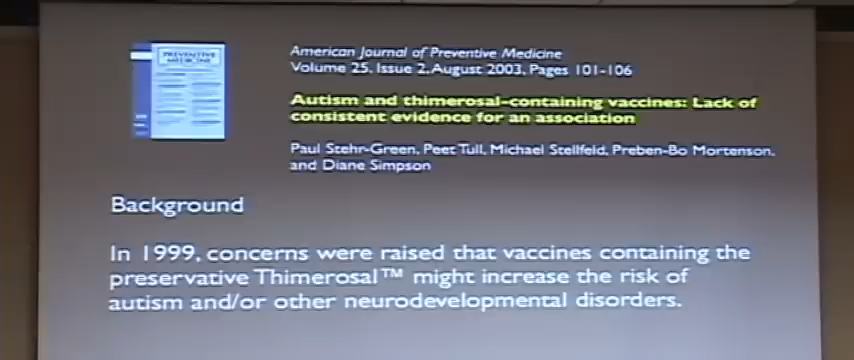 PREVENTIVE
MEDICINE
American Journal of Preventive Medicine
Volume 25, Issue 2, August 2003, Pages 101-106
Autism and thimerosal-containing vaccines: Lack of
consistent evidence for an association
Paul Stehr-Green, Peet Tull, Michael Stellfeld, Preben-Bo Mortenson,
and Diane Simpson
Background
In 1999, concerns were raised that vaccines containing the
preservative Thimerosal™ might increase the risk of
autism and/or other neurodevelopmental disorders.